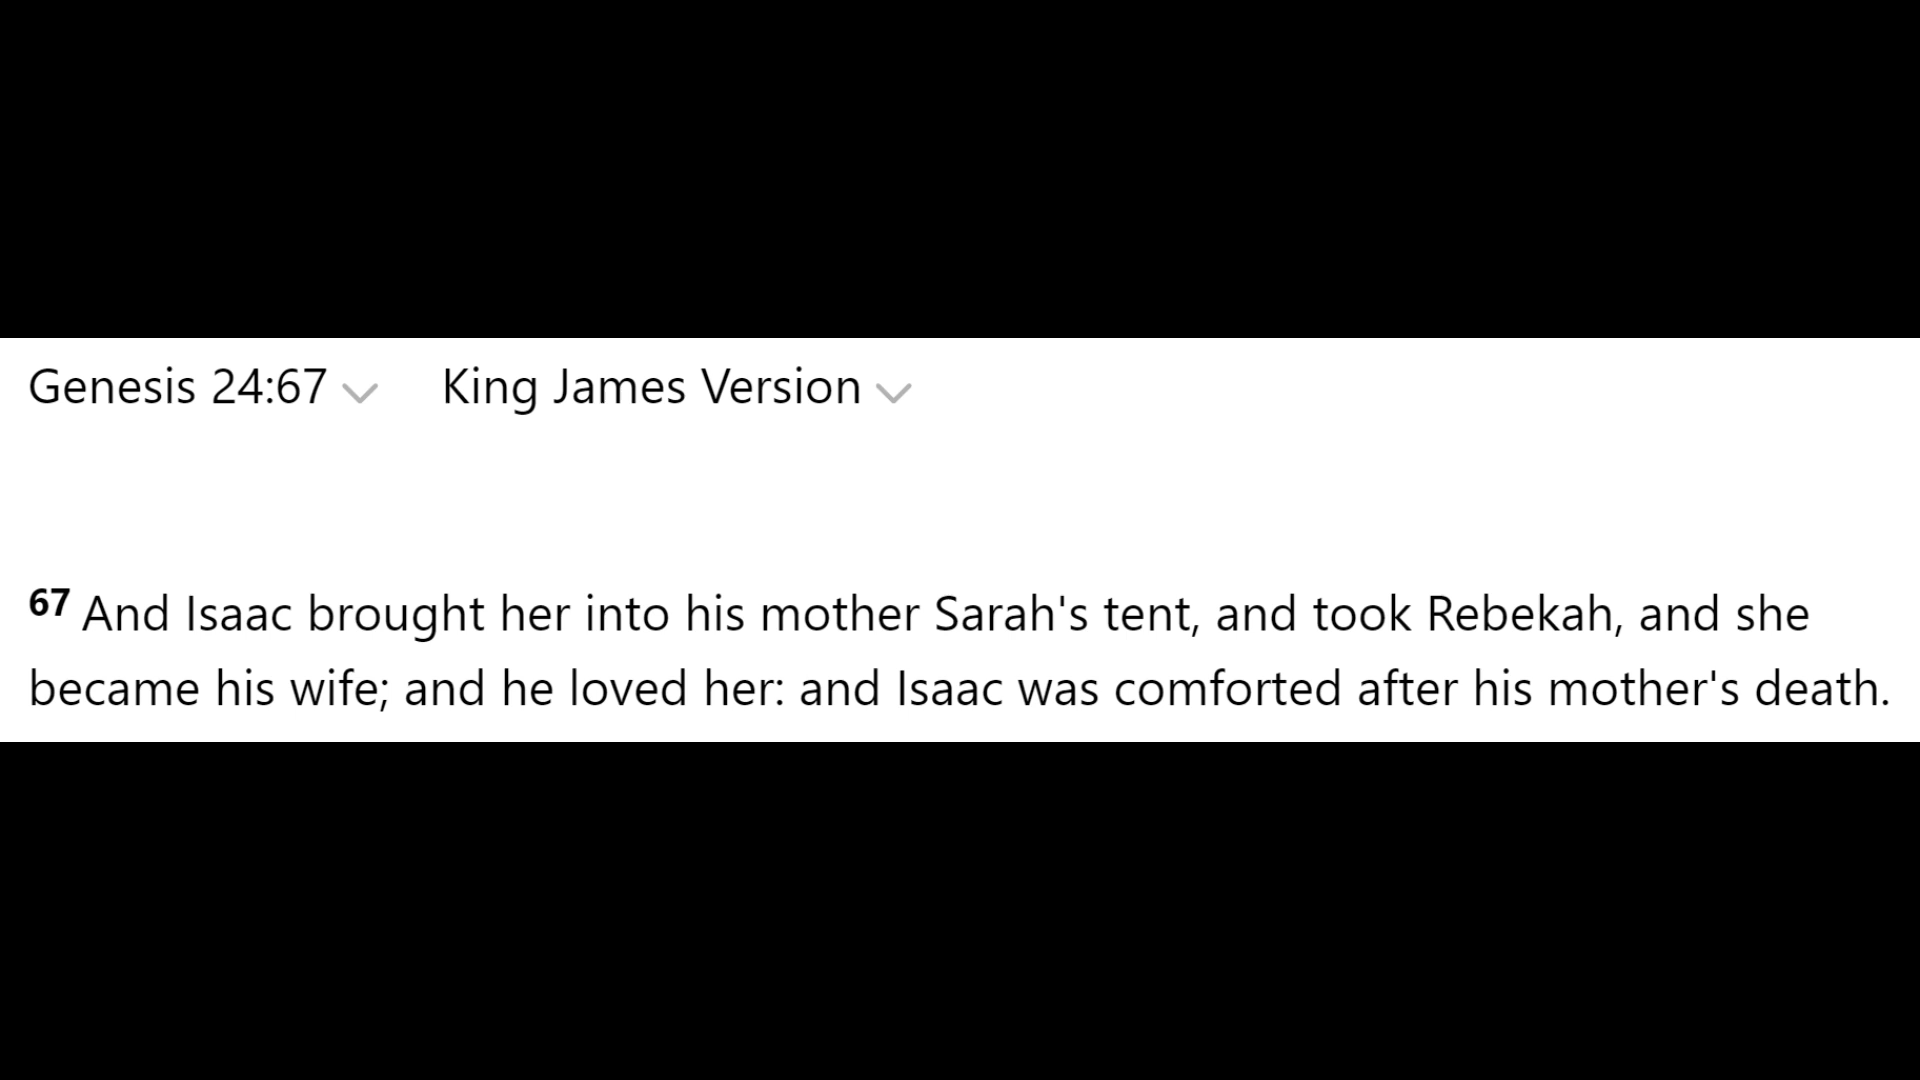 Genesis 24:67 King James Version
67 And Isaac brought her into his mother Sarah's tent, and took Rebekah, and she
became his wife; and he loved her: and Isaac was comforted after his mother's death.